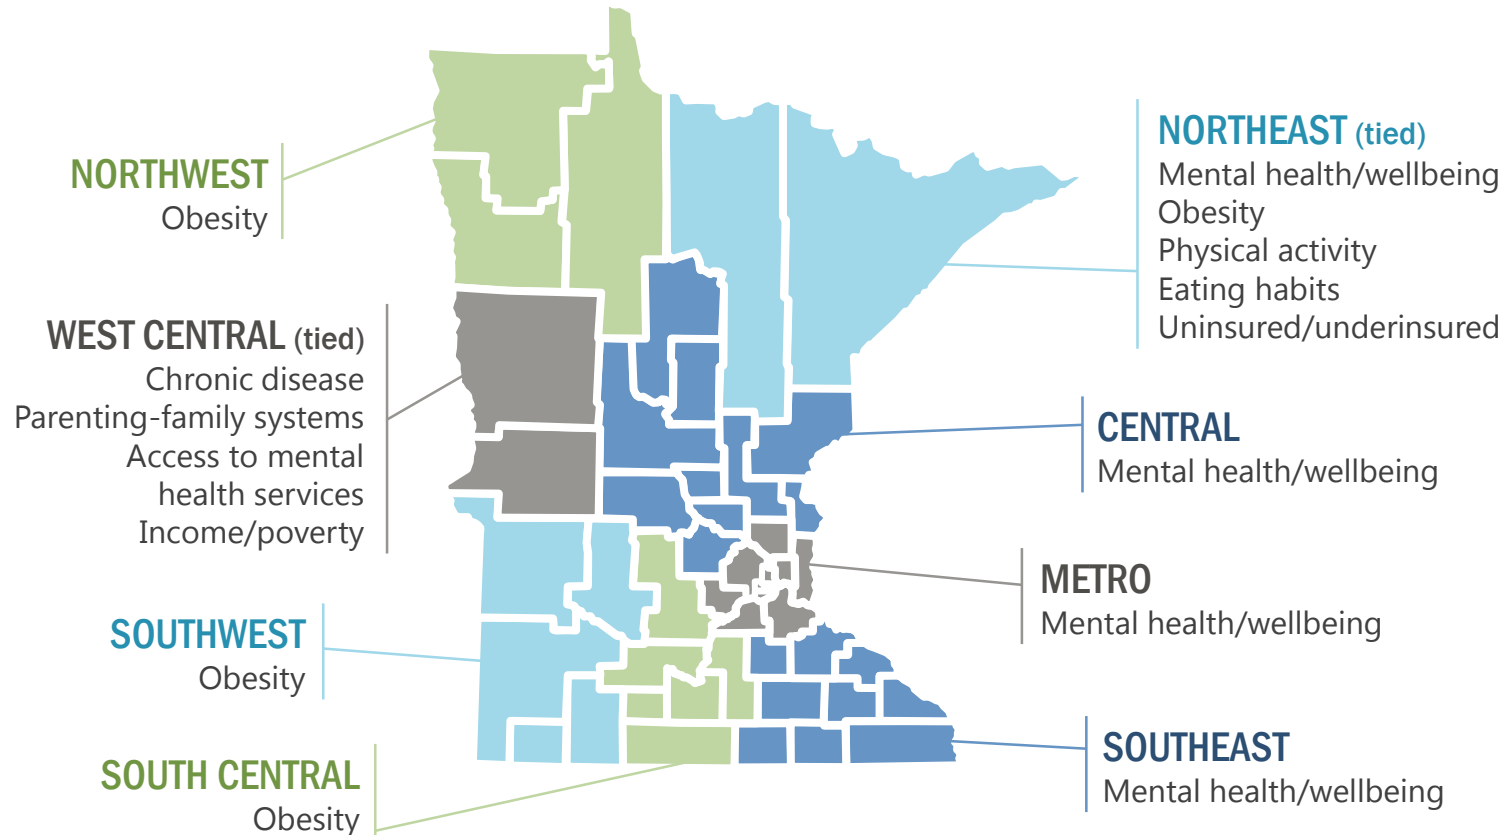 NORTHWEST
Obesity
WEST CENTRAL (tied)
Chronic disease
Parenting-family systems
Access to mental
health services
Income/poverty
SOUTHWEST
Obesity
SOUTH CENTRAL
Obesity
NORTHEAST (tied)
Mental health/wellbeing
Obesity
Physical activity
Eating habits
Uninsured/underinsured
CENTRAL
Mental health/wellbeing
METRO
Mental health/wellbeing
SOUTHEAST
Mental health/wellbeing